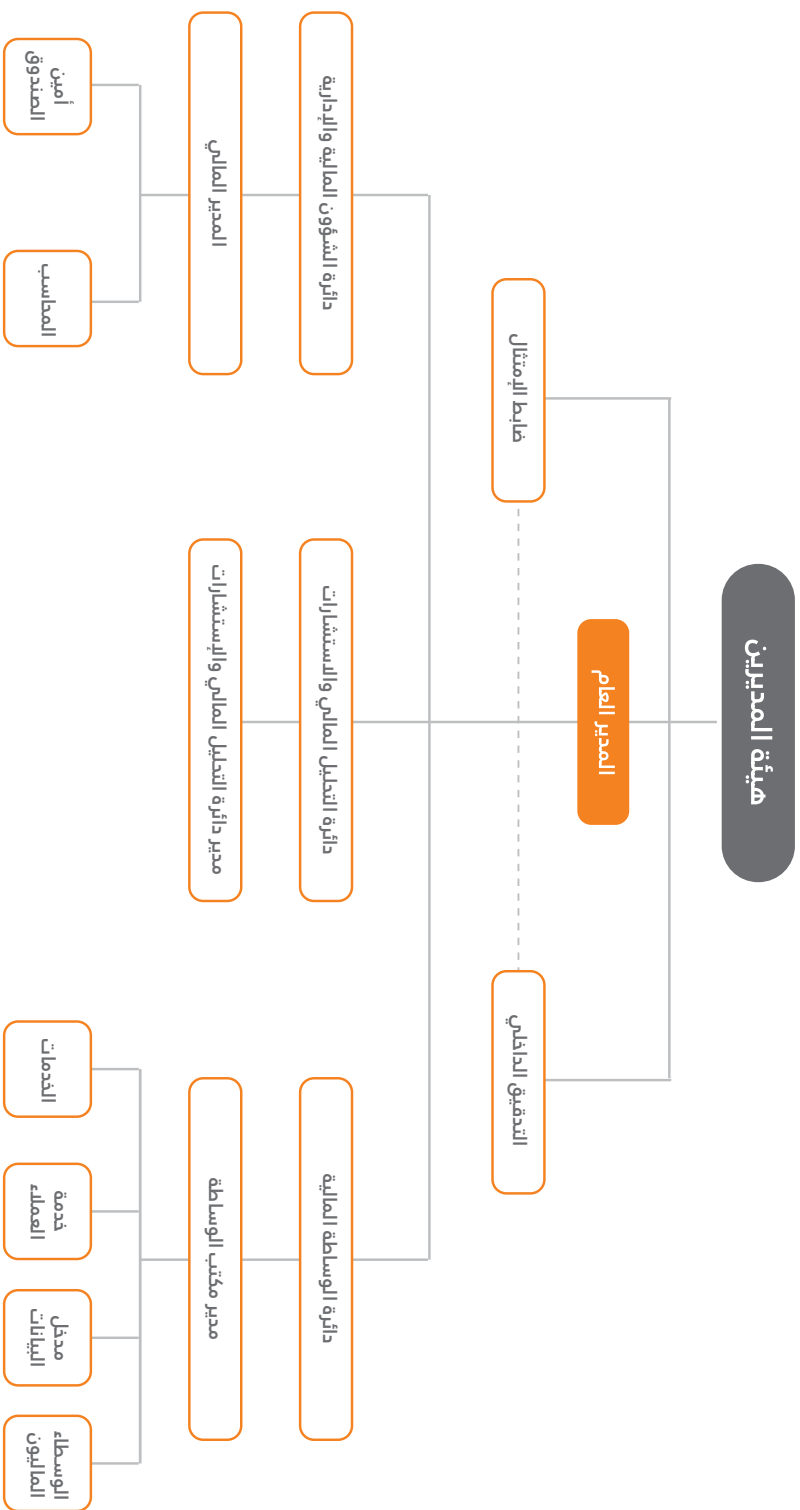 هيئة المديرين
المدير العام
التدقيق الداخلي
ضابط الإمتثال
دائرة الوساطة المالية
دائرة التحليل المالي والاستشارات
دائرة الشؤون المالية والإدارية
مدير مكتب الوساطة
مدير دائرة التحليل المالي والإستشارات
المدير المالي
الوسطاء
الماليون
مدخل
البيانات
خدمة
العملاء
الخدمات
المحاسب
أمين
الصندوق